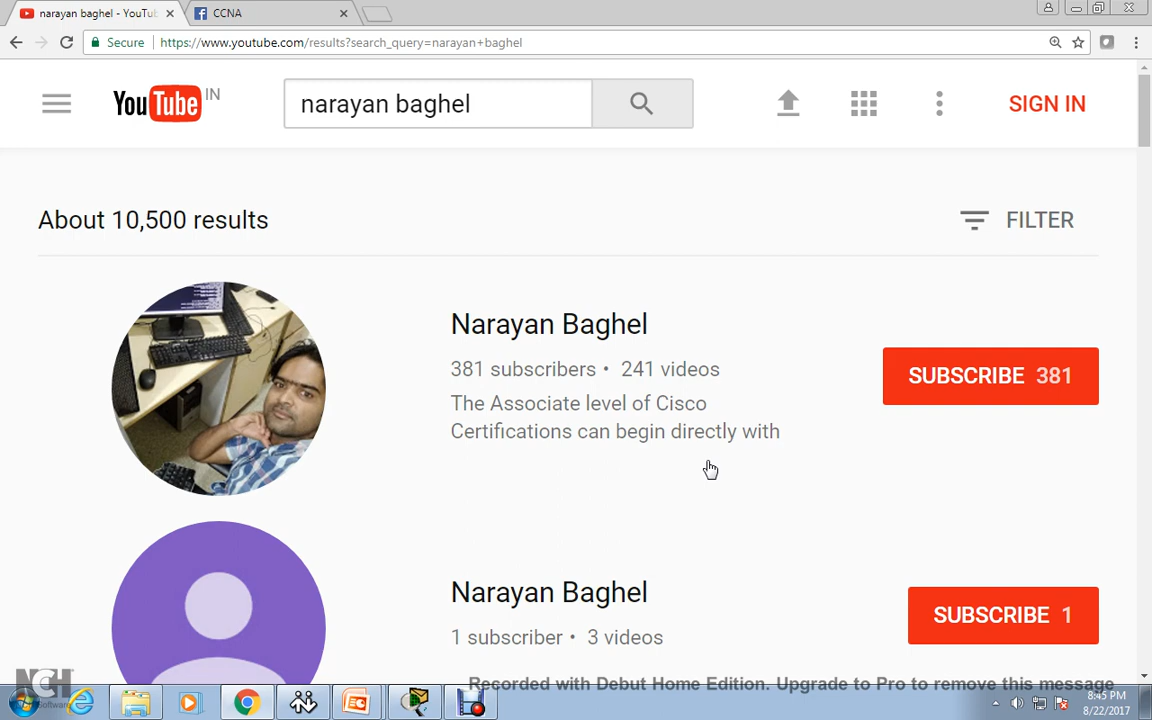 narayan baghel - YouTub
CCNA
Secure
https://www.youtube.com/results?search_query=narayan+baghel
YouTube IN
narayan baghel
SIGN IN
About 10,500 results
FILTER
Narayan Baghel
381 subscribers • 241 videos
The Associate level of Cisco
Certifications can begin directly with
SUBSCRIBE 381
Narayan Baghel
1 subscriber • 3 videos
SUBSCRIBE 1
NCH
Software
Recorded with Debut Home Edition. Upgrade to Pro to remove this message
8:45 PM
8/22/2017